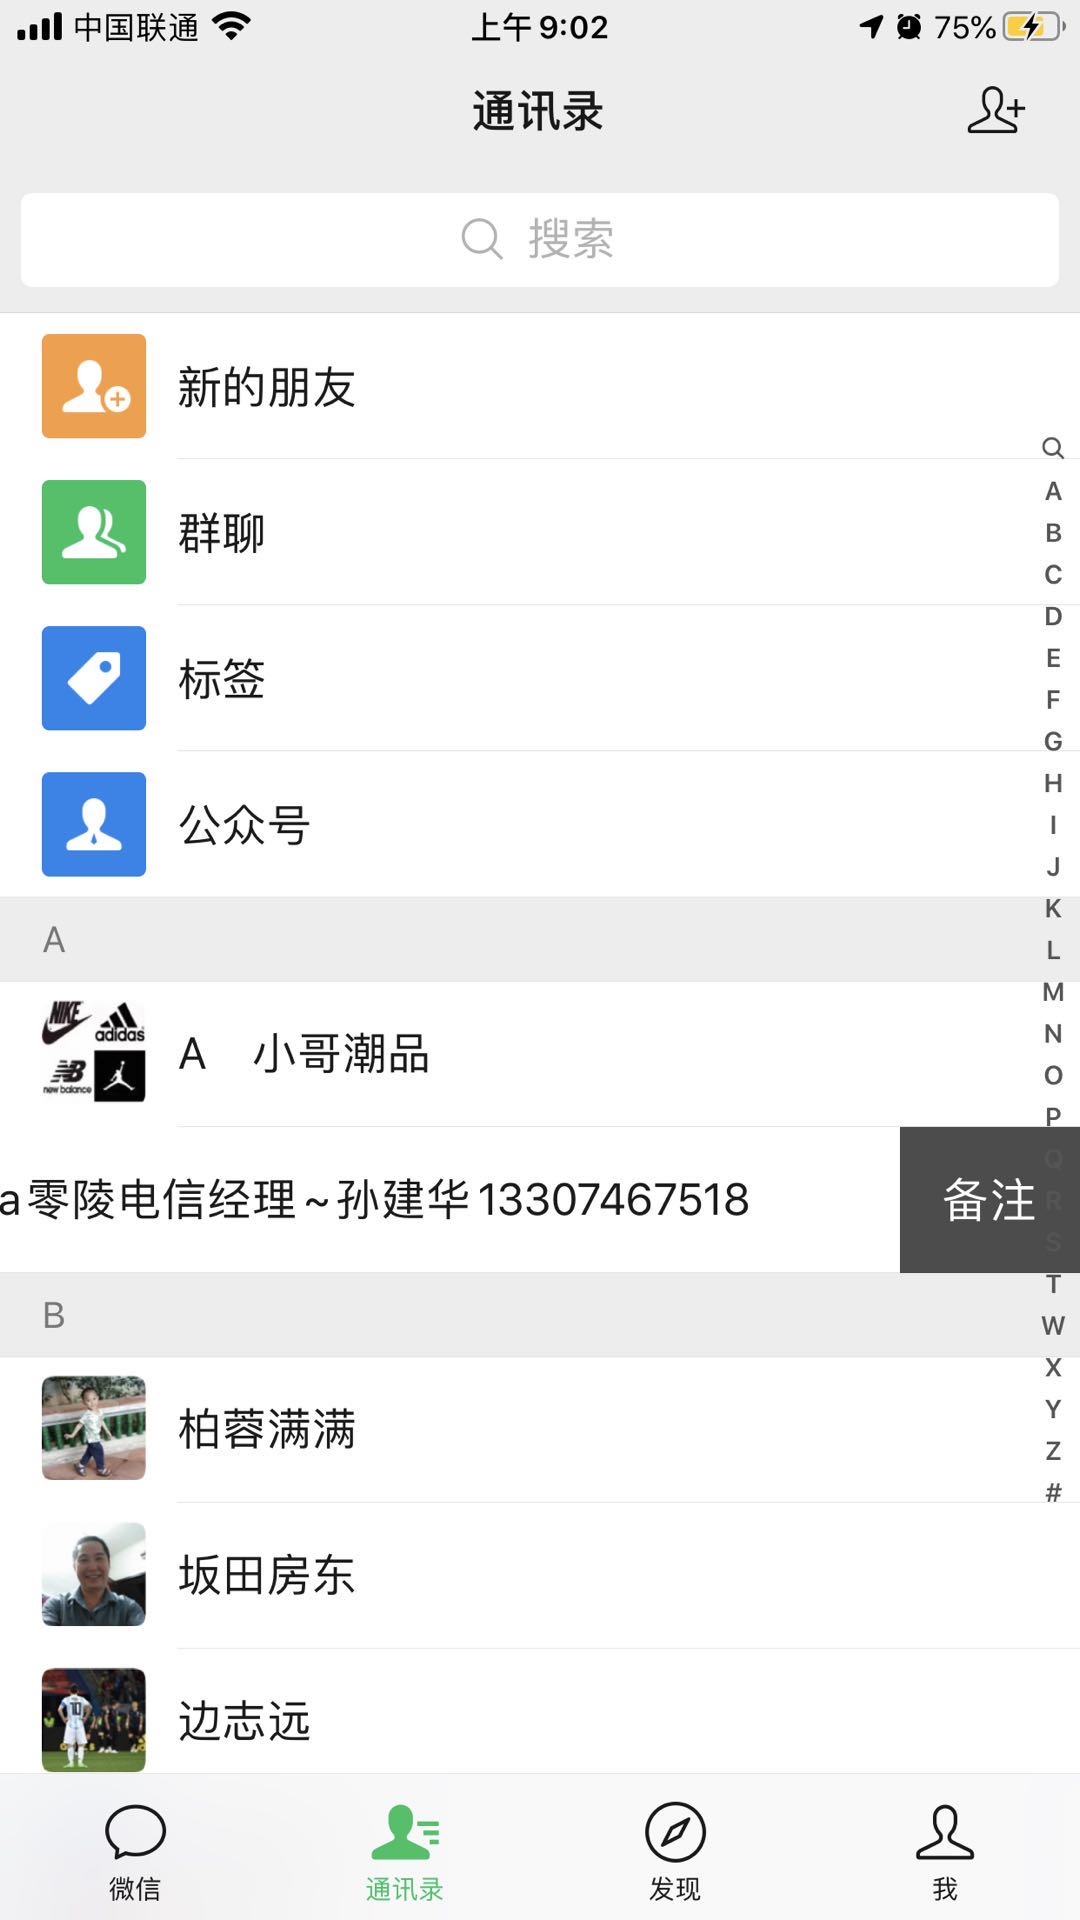 中国联通
上午 9:02
75%
通讯录
搜索
新的朋友
群聊
标签
公众号
A
NIKE
adidas
new balance
A 小哥潮品
a零陵电信经理~孙建华13307467518
备注
B
柏蓉满满
坂田房东
10
边志远
A
B
C
D
E
F
G
H
I
J
K
L
M
N
O
P
Q
R
S
T
W
X
Y
Z
#
微信
通讯录
发现
我